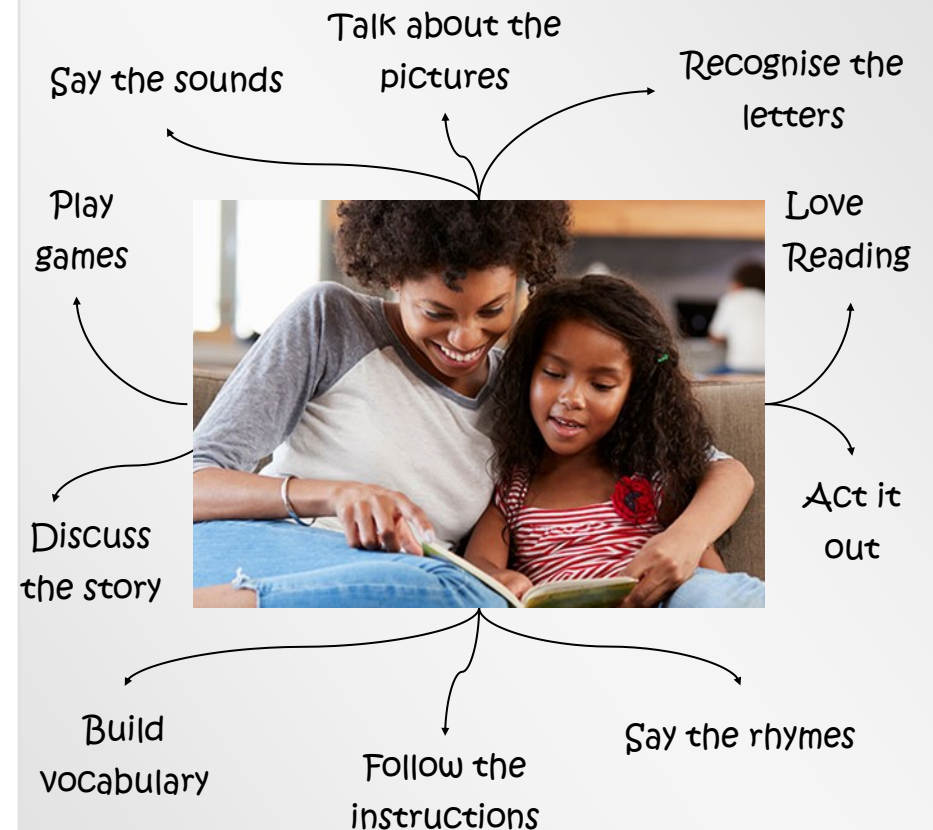 Talk about the
pictures
Say the sounds
Recognise the
letters
Play
games
Love
Reading
Discuss
the story
Act it
out
Build
vocabulary
Follow the
instructions
Say the rhymes